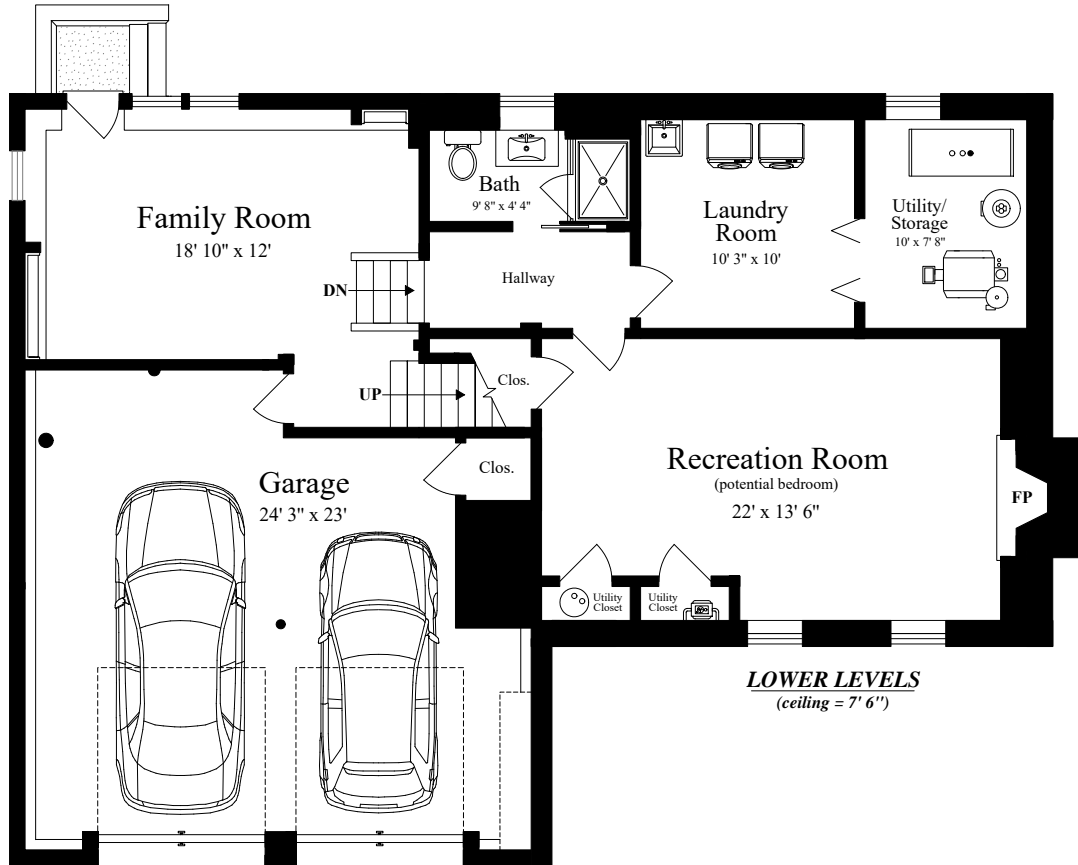 Family Room
18' 10" x 12'
Bath
9' 8" x 4' 4"
Laundry
Room
10' 3" x 10'
Utility/
Storage
10' x 7' 8"
Hallway
DN
UP
Clos.
Clos.
Garage
24' 3" x 23'
Recreation Room
(potential bedroom)
22' x 13' 6"
FP
Utility
Closet
Utility
Closet
LOWER LEVELS
(ceiling = 7' 6")